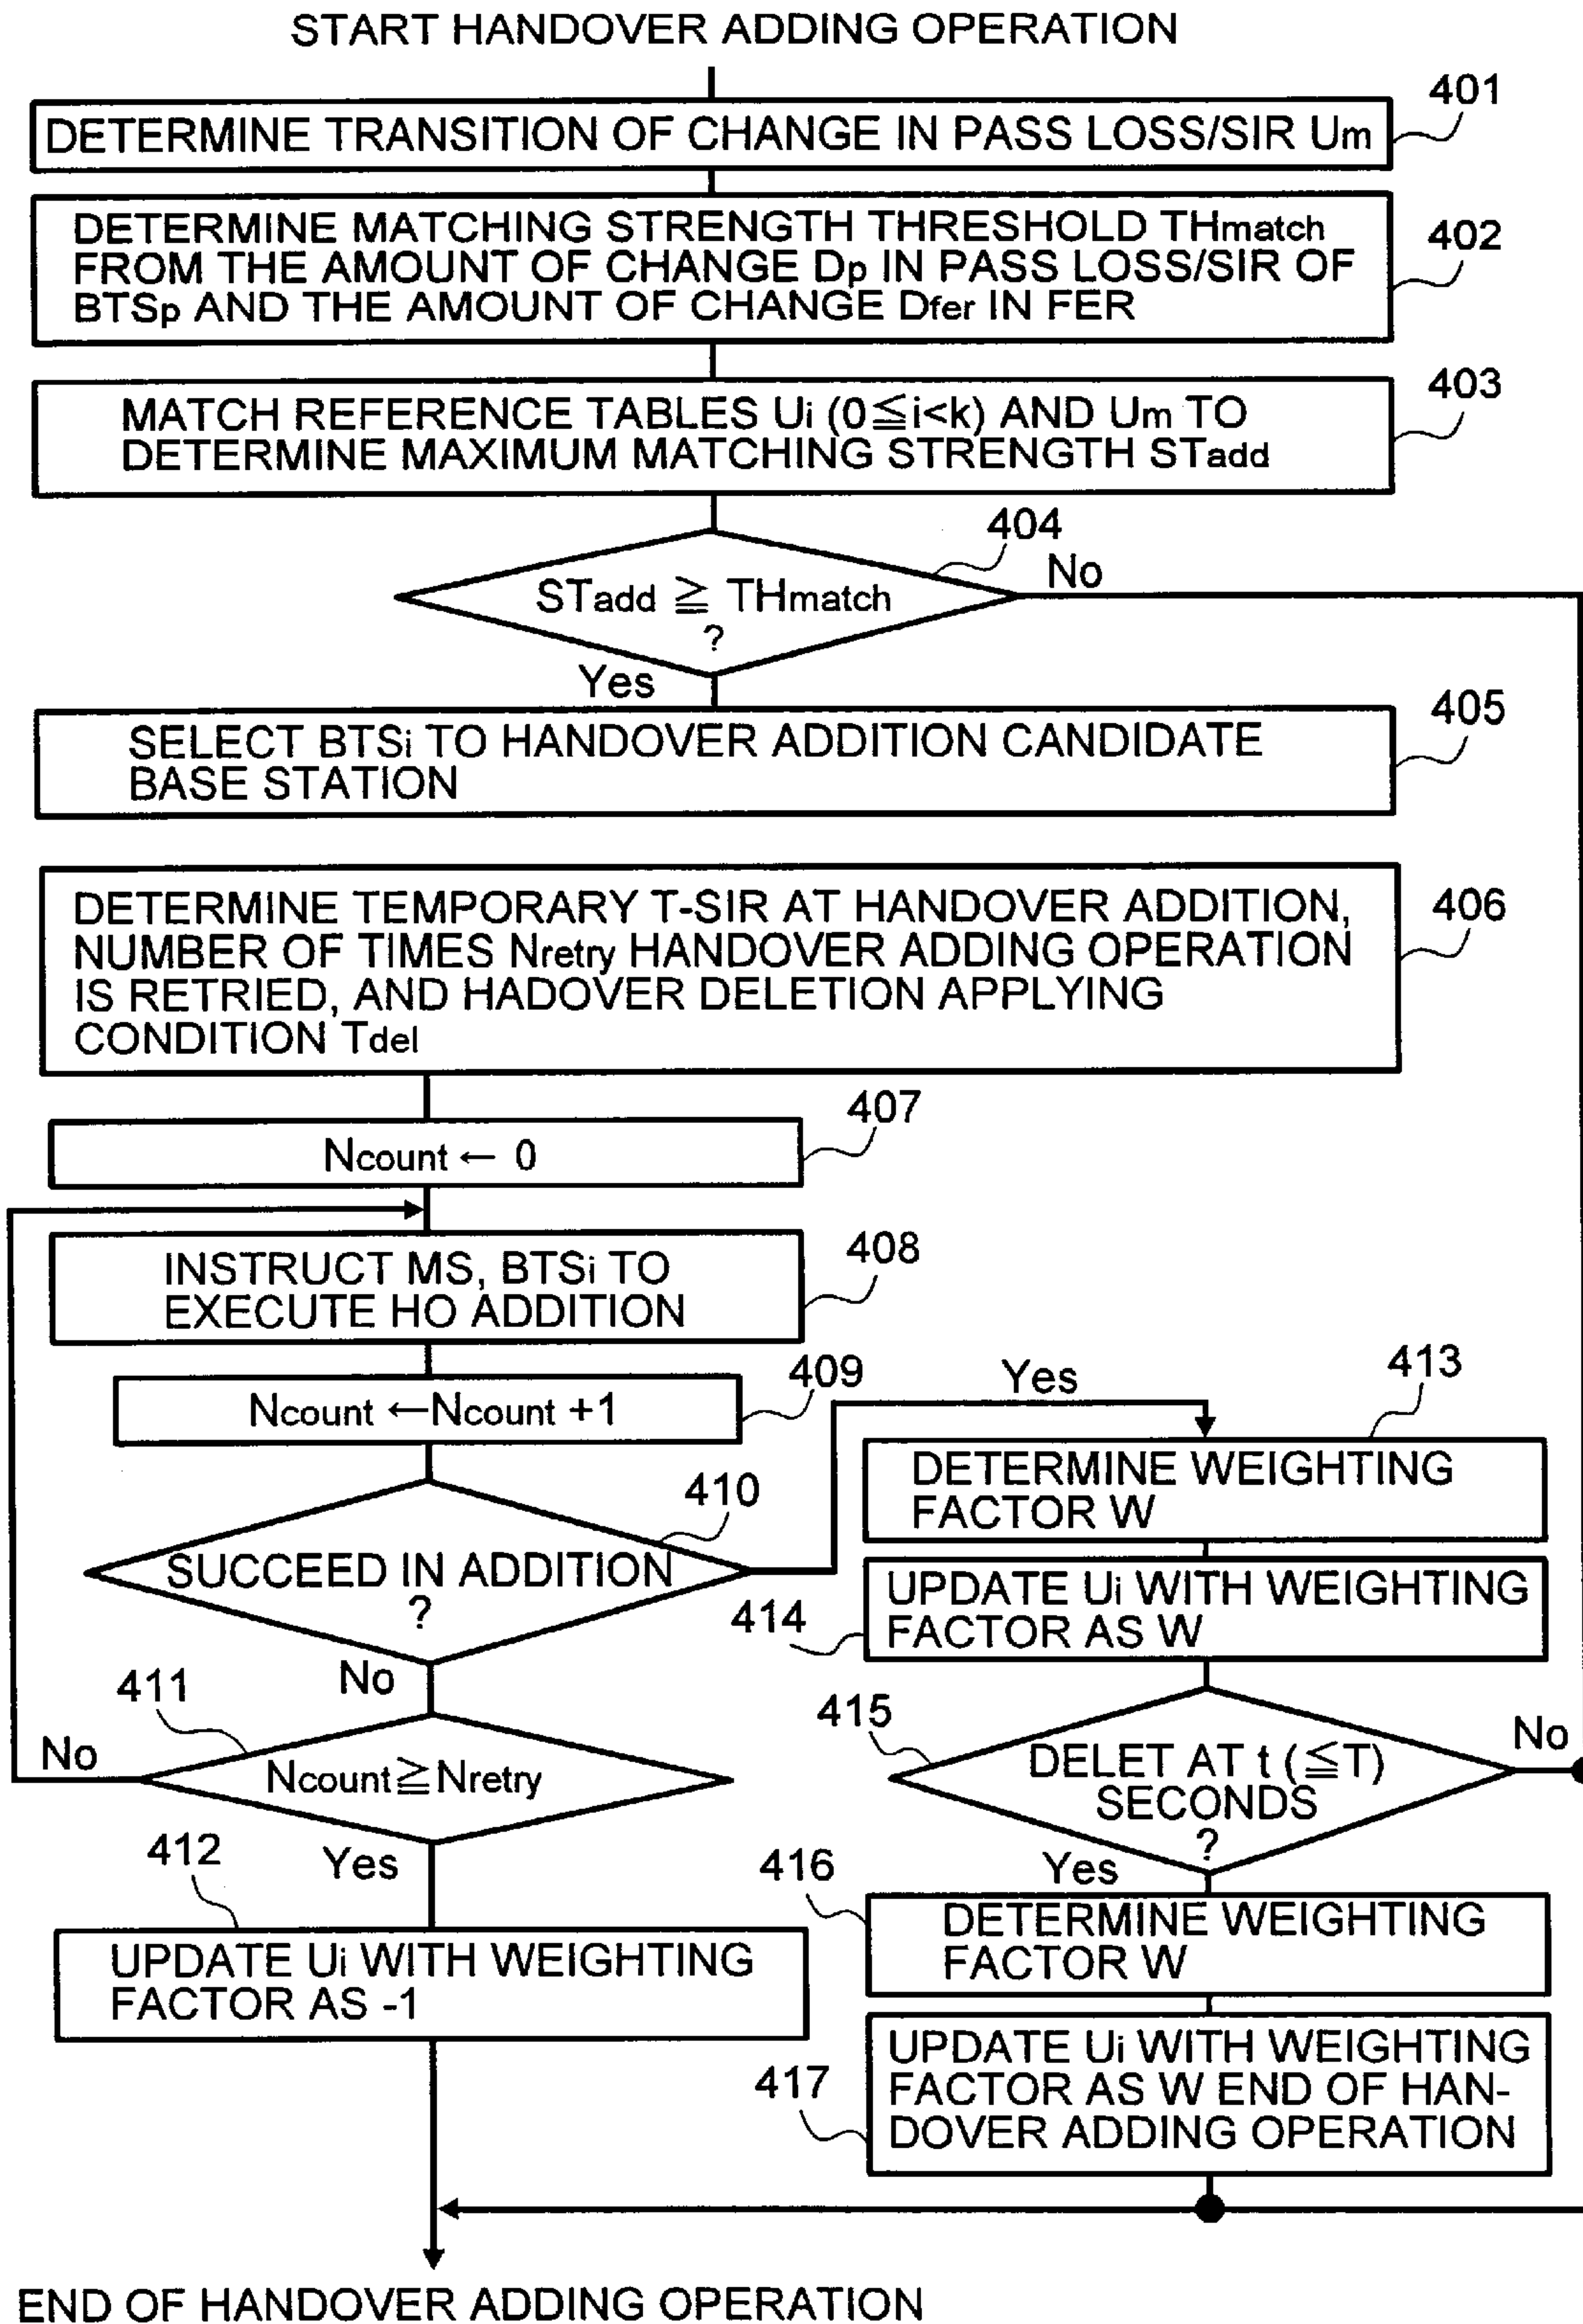 START HANDOVER ADDING OPERATION
401
DETERMINE TRANSITION OF CHANGE IN PASS LOSS/SIR Um
402
DETERMINE MATCHING STRENGTH THRESHOLD THmatch
FROM THE AMOUNT OF CHANGE Dp IN PASS LOSS/SIR OF
BTSp AND THE AMOUNT OF CHANGE Dfer IN FER
403
MATCH REFERENCE TABLES Ui (0≦i<k) AND Um TO
DETERMINE MAXIMUM MATCHING STRENGTH STadd
404
STadd ≧ THmatch
?
No
Yes
405
SELECT BTSi TO HANDOVER ADDITION CANDIDATE
BASE STATION
406
DETERMINE TEMPORARY T-SIR AT HANDOVER ADDITION,
NUMBER OF TIMES Nretry HANDOVER ADDING OPERATION
IS RETRIED, AND HADOVER DELETION APPLYING
CONDITION Tdel
407
Ncount ← 0
408
INSTRUCT MS, BTSi TO
EXECUTE HO ADDITION
409
Ncount ←Ncount +1
410
SUCCEED IN ADDITION
?
Yes
No
411
Ncount≧Nretry
No
Yes
412
UPDATE Ui WITH WEIGHTING
FACTOR AS -1
413
DETERMINE WEIGHTING
FACTOR W
414
UPDATE Ui WITH WEIGHTING
FACTOR AS W
415
DELET AT t (≦T)
SECONDS
?
No
Yes
416
DETERMINE WEIGHTING
FACTOR W
417
UPDATE Ui WITH WEIGHTING
FACTOR AS W END OF HAN-
DOVER ADDING OPERATION
END OF HANDOVER ADDING OPERATION